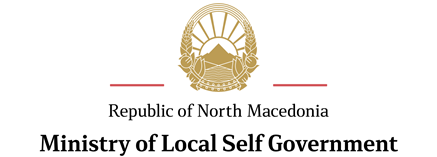 Republic of North Macedonia
Ministry of Local Self Government